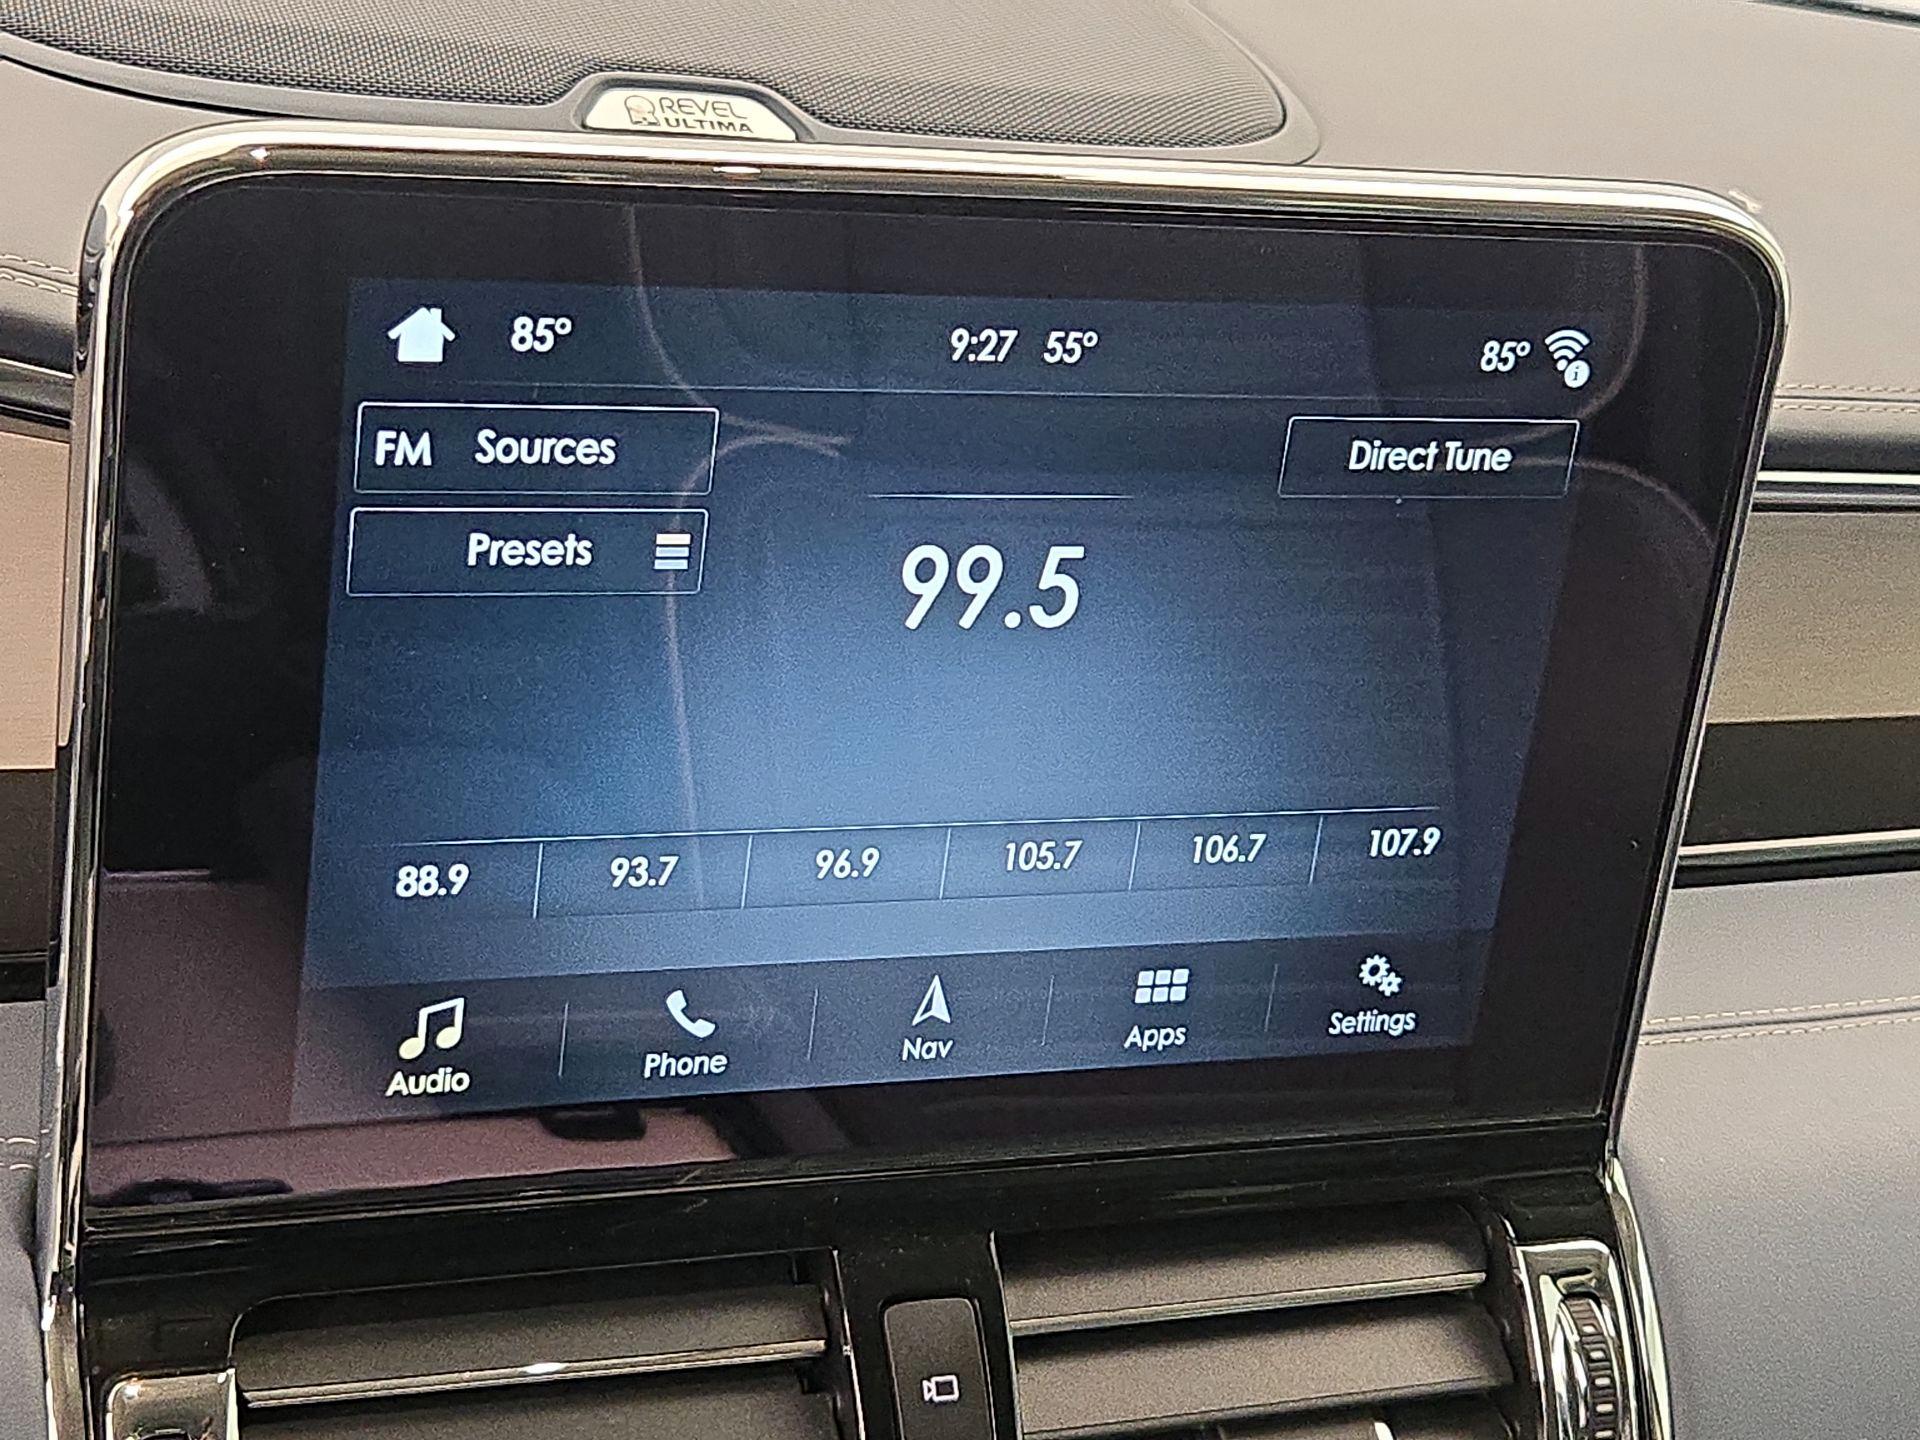 REVEL
ULTIMA
85° 9:27 55° 85°
FM Sources
Direct Tune
Presets
99.5
88.9 93.7 96.9 105.7 106.7 107.9
Audio Phone Nav Apps Settings